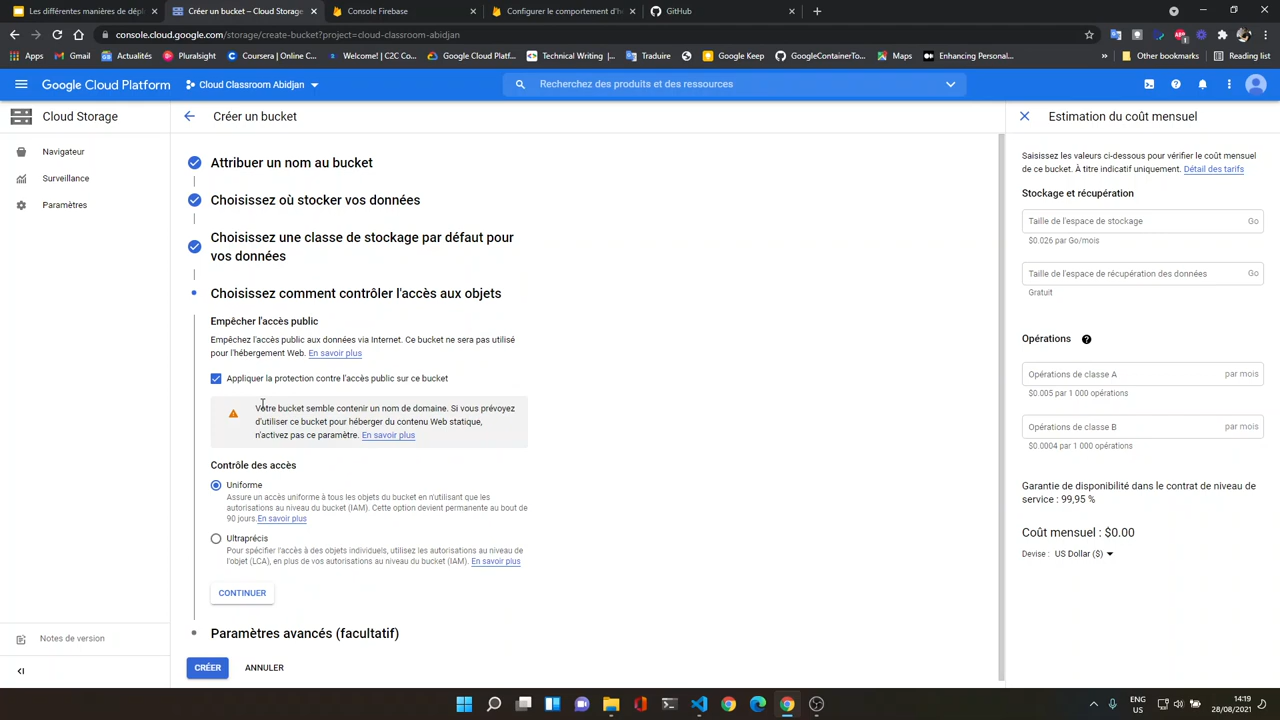 Les différentes manières de dépl
Créer un bucket – Cloud Storage
Console Firebase
Configurer le comportement d'h
GitHub
console.cloud.google.com/storage/create-bucket?project=cloud-classroom-abidjan
Apps
Gmail
Actualités
Pluralsight
Coursera | Online C...
Google Cloud Plat...
Technical Writing |...
Traduire
Welcome! | C2C Co...
Google Keep
GoogleContainerTo...
Maps
Enhancing Personal...
Other bookmarks
Reading list
Google Cloud Platform
Cloud Classroom Abidjan
Recherchez des produits et des ressources
Cloud Storage
Navigateur
Surveillance
Paramètres
Notes de version
Créer un bucket
Attribuer un nom au bucket
Choisissez où stocker vos données
Choisissez une classe de stockage par défaut pour
vos données
Choisissez comment contrôler l'accès aux objets
Empêcher l'accès public
Empêchez l'accès public aux données via Internet. Ce bucket ne sera pas utilisé
pour l'hébergement Web. En savoir plus
Appliquer la protection contre l'accès public sur ce bucket
Votre bucket semble contenir un nom de domaine. Si vous prévoyez
d'utiliser ce bucket pour héberger du contenu Web statique,
n'activez pas ce paramètre. En savoir plus
Contrôle des accès
Uniforme
Assure un accès uniforme à tous les objets du bucket en n'utilisant que les
autorisations au niveau du bucket (IAM). Cette option devient permanente au bout de
90 jours.En savoir plus
Ultraprécis
Pour spécifier l'accès à des objets individuels, utilisez les autorisations au niveau de
l'objet (LCA), en plus de vos autorisations au niveau du bucket (IAM). En savoir plus
CONTINUER
Paramètres avancés (facultatif)
CRÉER
ANNULER
Estimation du coût mensuel
Saisissez les valeurs ci-dessous pour vérifier le coût mensuel
de ce bucket. À titre indicatif uniquement. Détail des tarifs
Stockage et récupération
Taille de l'espace de stockage Go
$0.026 par Go/mois
Taille de l'espace de récupération des données Go
Gratuit
Opérations
Opérations de classe A par mois
$0.005 par 1 000 opérations
Opérations de classe B par mois
$0.0004 par 1 000 opérations
Garantie de disponibilité dans le contrat de niveau de
service : 99,95 %
Coût mensuel : $0.00
Devise : US Dollar ($)
ENG
US
14:19
28/08/2021